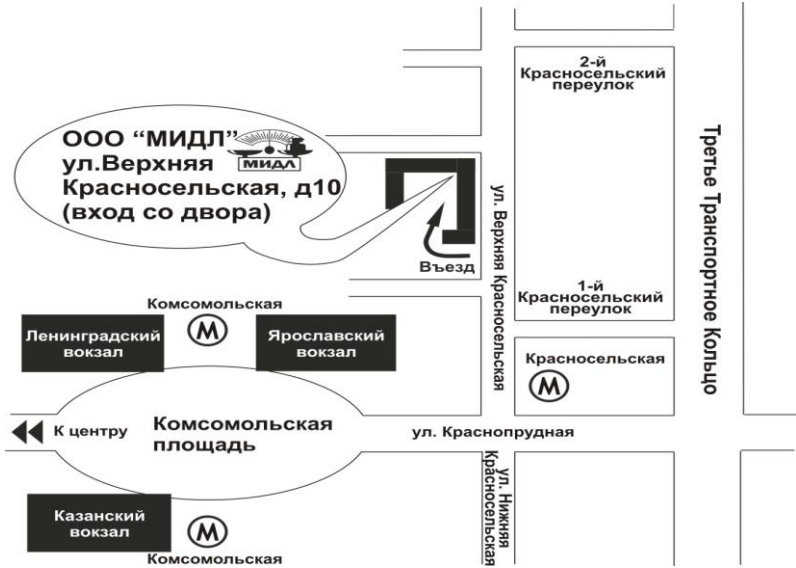 2-й
Красносельский
переулок
ООО “МИДЛ”
ул.Верхняя
Красносельская, д10
(вход со двора)
МИДЛ
Третье Транспортное Кольцо
ул. Верхняя Красносельская
Въезд
1-й
Красносельский
переулок
Комсомольская
М
Ленинградский
вокзал
Ярославский
вокзал
Красносельская
М
К центру
Комсомольская
площадь
ул. Краснопрудная
ул. Нижняя
Красносельская
Казанский
вокзал
М
Комсомольская